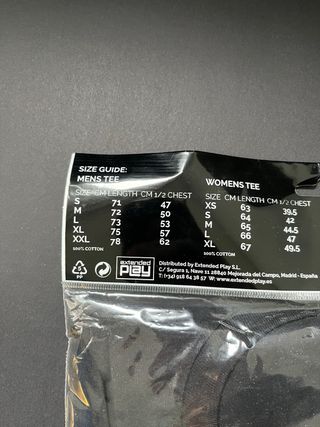 SIZE GUIDE:
MENS TEE
SIZE CM LENGTH CM 1/2 CHEST
S 71 47
M 72 50
L 73 53
XL 75 57
XXL 78 62
100% COTTON
WOMENS TEE
SIZE CM LENGTH CM 1/2 CHEST
XS 63 39.5
S 64 42
M 65 44.5
L 66 47
XL 67 49.5
100% COTTON
PP
extended
PLAY
Distributed by Extended Play S.L.
C/ Segura 1, Nave 11 28840 Mejorada del Campo, Madrid - España
T: (+34) 918 64 38 57 W: www.extendedplay.es